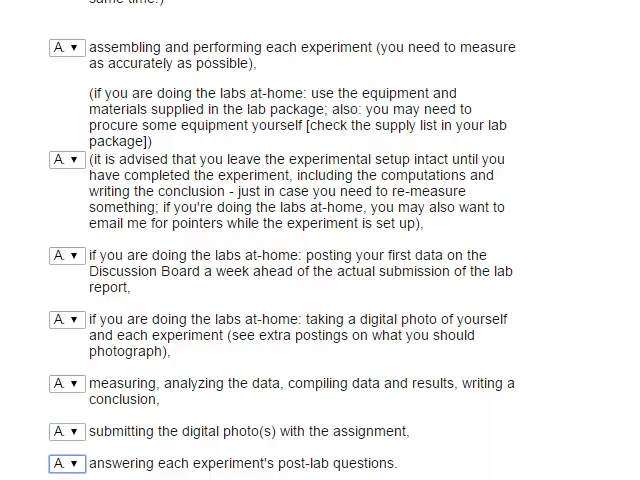 same time.)
A. assembling and performing each experiment (you need to measure
as accurately as possible),
(if you are doing the labs at-home: use the equipment and
materials supplied in the lab package; also: you may need to
procure some equipment yourself [check the supply list in your lab
package])
A. (it is advised that you leave the experimental setup intact until you
have completed the experiment, including the computations and
writing the conclusion - just in case you need to re-measure
something; if you're doing the labs at-home, you may also want to
email me for pointers while the experiment is set up),
A. if you are doing the labs at-home: posting your first data on the
Discussion Board a week ahead of the actual submission of the lab
report,
A. if you are doing the labs at-home: taking a digital photo of yourself
and each experiment (see extra postings on what you should
photograph),
A. measuring, analyzing the data, compiling data and results, writing a
conclusion,
A. submitting the digital photo(s) with the assignment,
A. answering each experiment's post-lab questions.